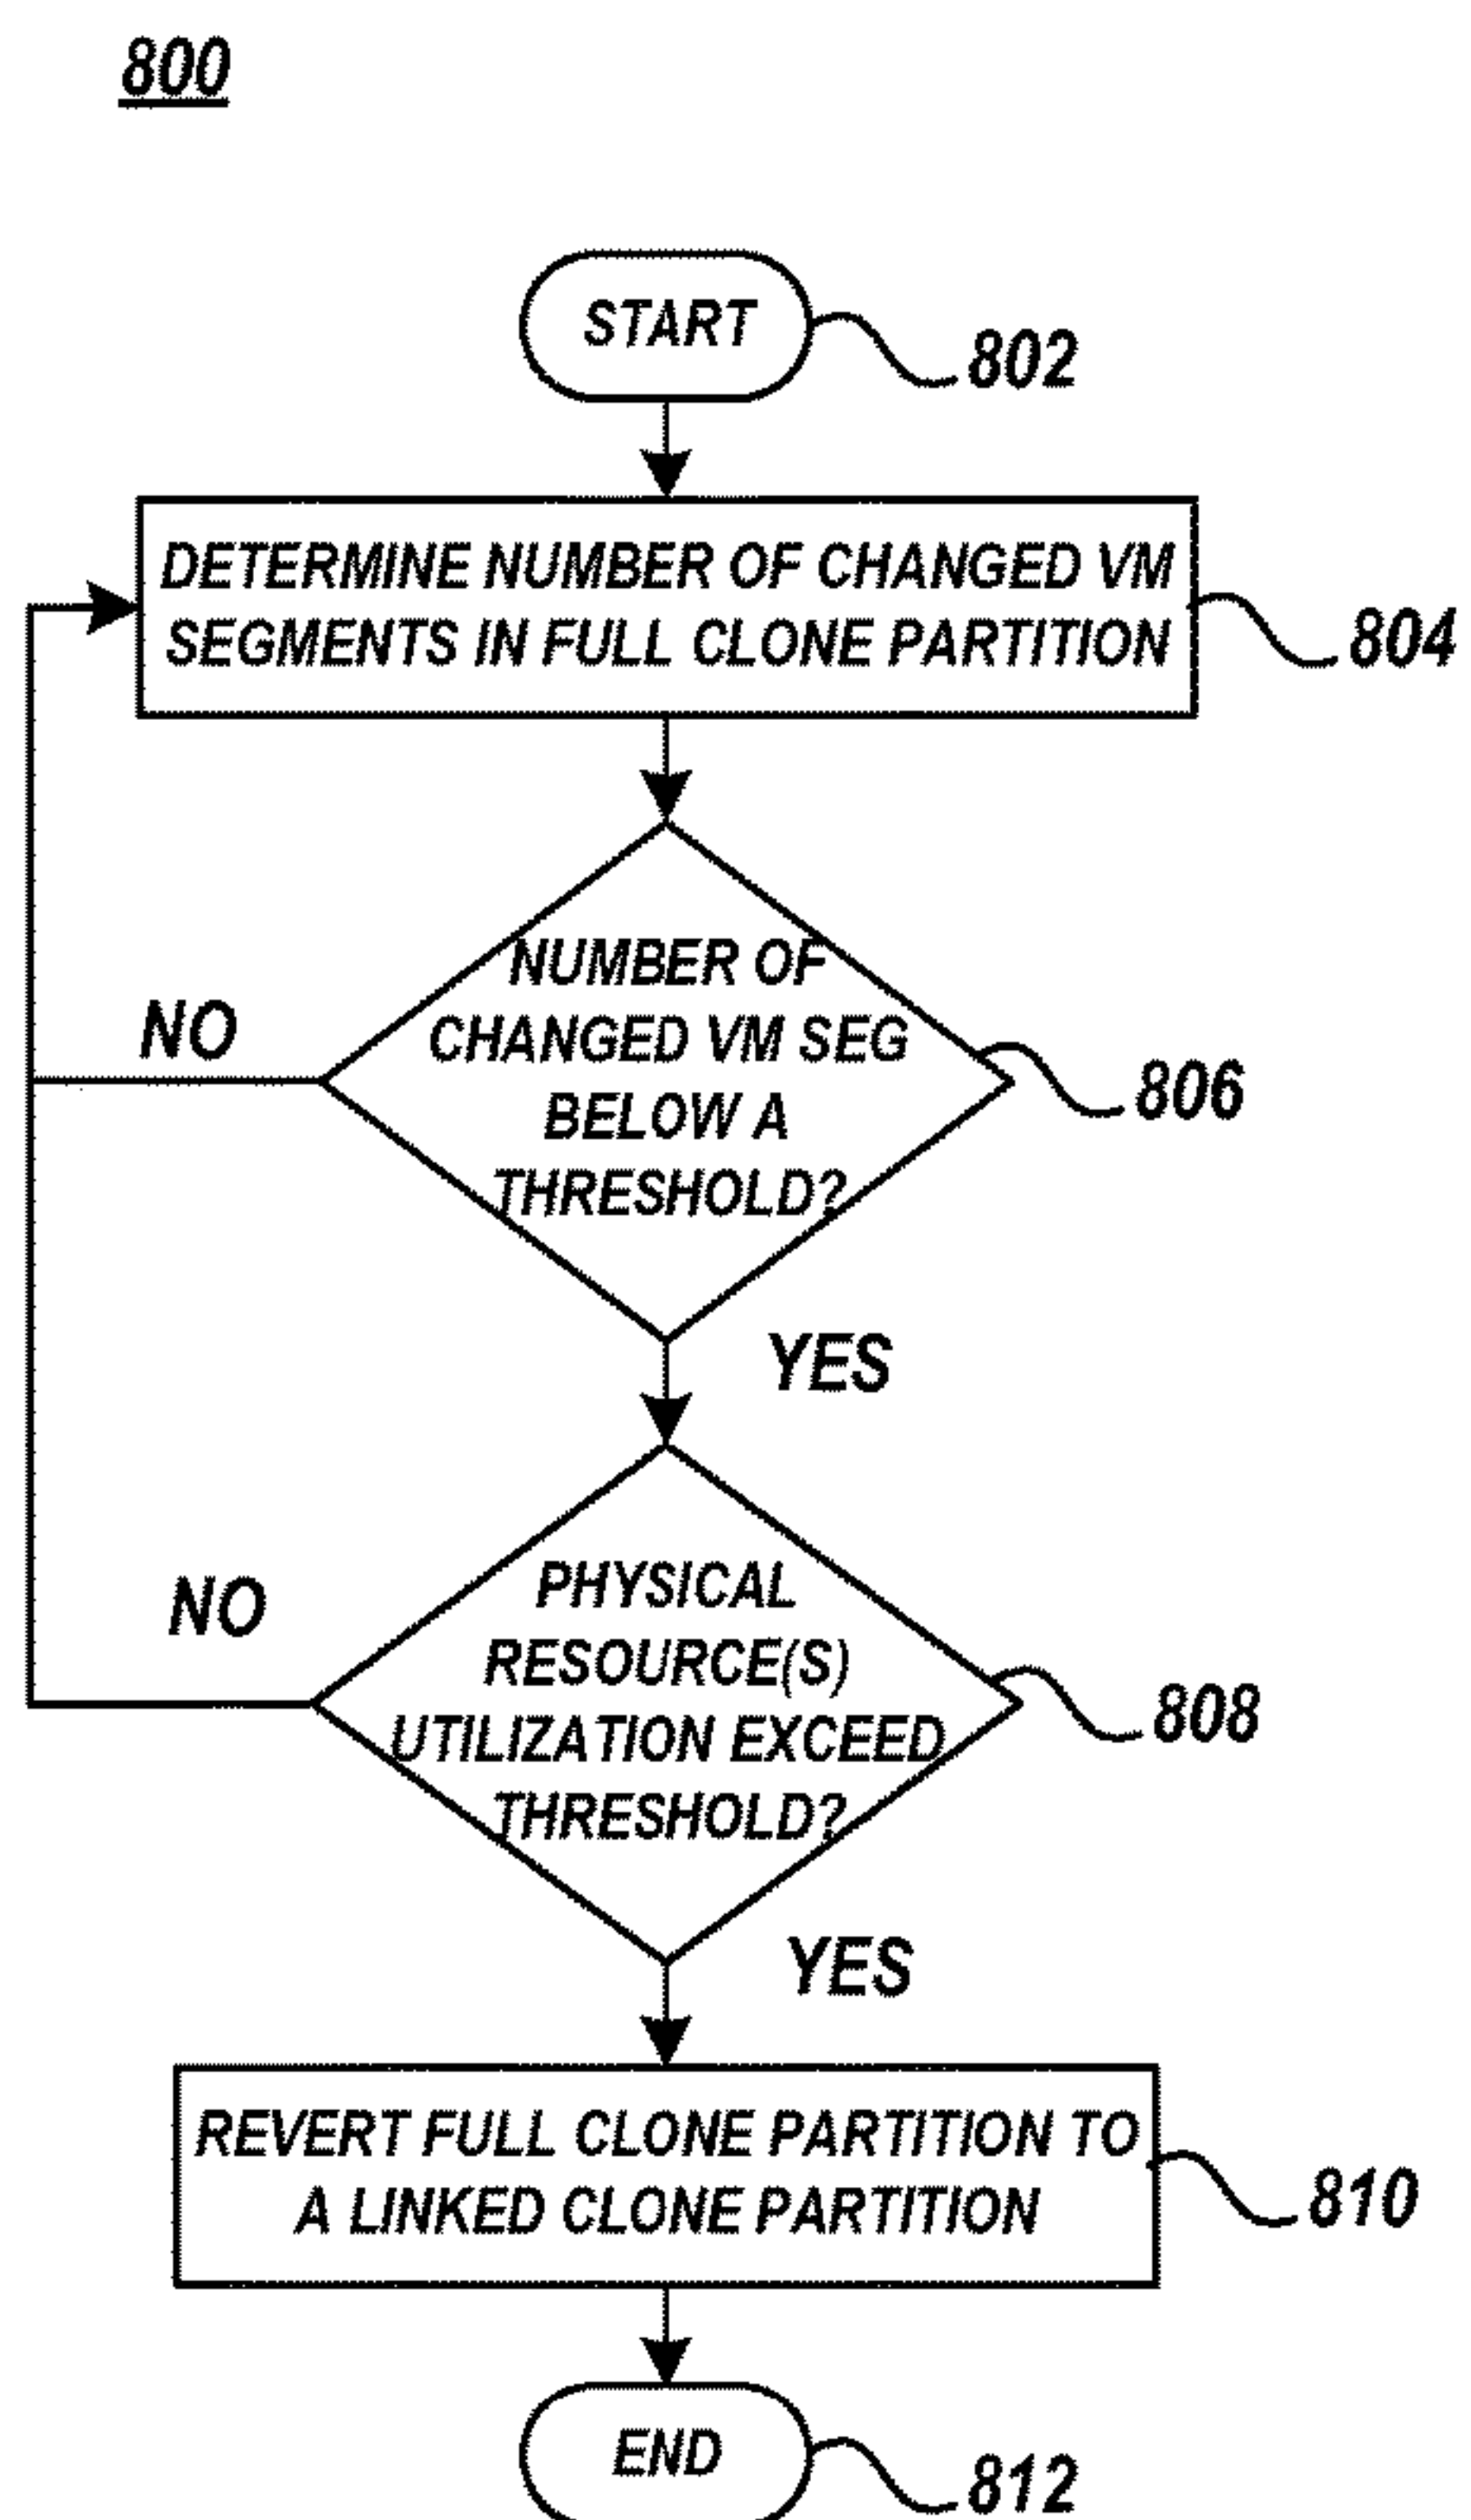 800
START
802
DETERMINE NUMBER OF CHANGED VM
SEGMENTS IN FULL CLONE PARTITION
804
NUMBER OF
CHANGED VM SEG
BELOW A
THRESHOLD?
NO
806
YES
PHYSICAL
RESOURCE(S)
UTILIZATION EXCEED
THRESHOLD?
NO
808
YES
REVERT FULL CLONE PARTITION TO
A LINKED CLONE PARTITION
810
END
812